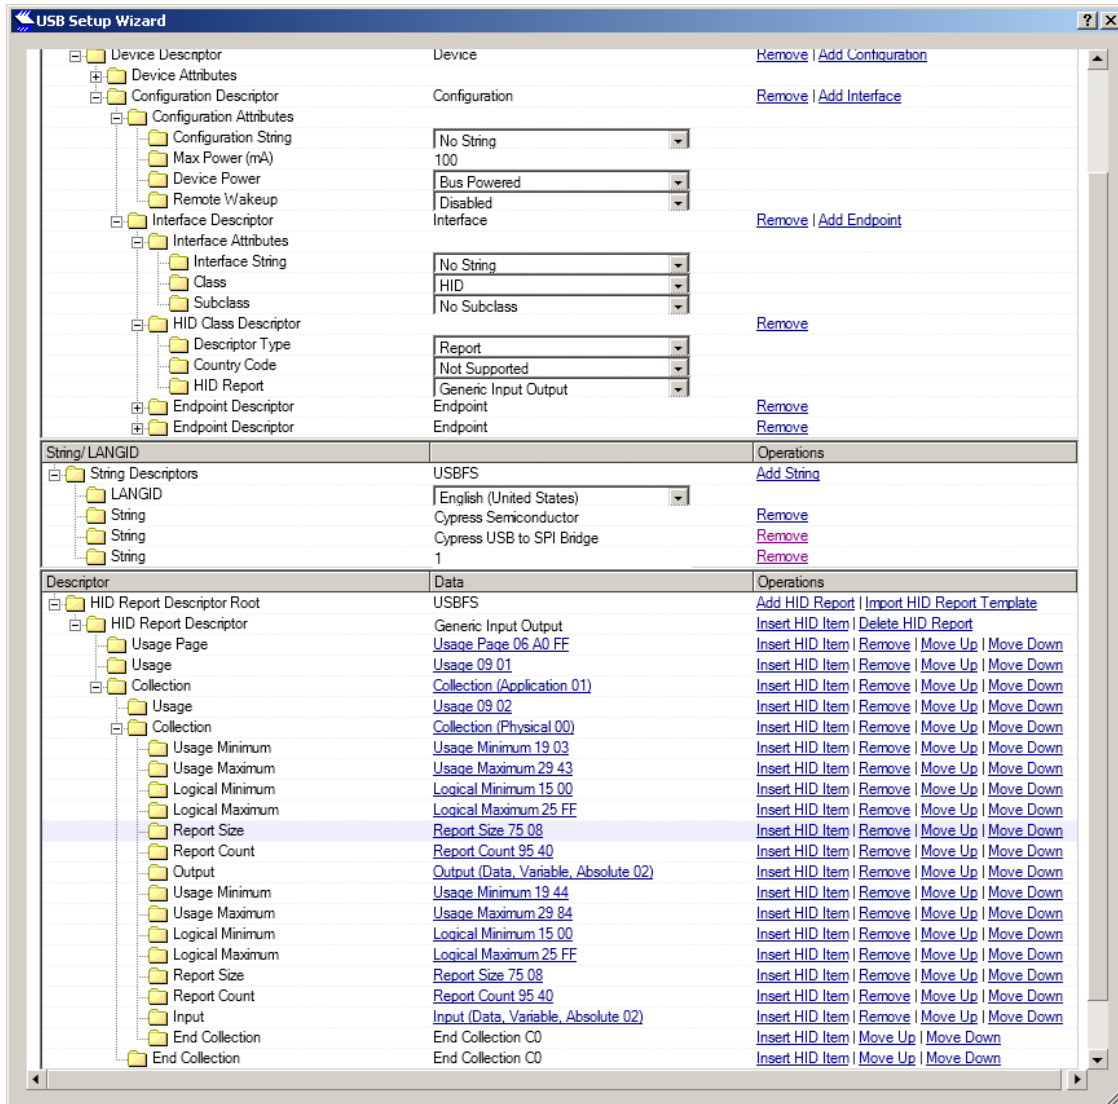 USB Setup Wizard
Device Descriptor Device Remove | Add Configuration
Device Attributes
Configuration Descriptor Configuration Remove | Add Interface
Configuration Attributes
Configuration String No String
Max Power (mA) 100
Device Power Bus Powered
Remote Wakeup Disabled
Interface Descriptor Interface Remove | Add Endpoint
Interface Attributes
Interface String No String
Class HID
Subclass No Subclass
HID Class Descriptor Remove
Descriptor Type Report
Country Code Not Supported
HID Report Generic Input Output
Endpoint Descriptor Endpoint Remove
Endpoint Descriptor Endpoint Remove
String/LANGID Operations
String Descriptors USBFS Add String
LANGID English (United States)
String Cypress Semiconductor Remove
String Cypress USB to SPI Bridge Remove
String 1 Remove
Descriptor Data Operations
HID Report Descriptor Root USBFS Add HID Report | Import HID Report Template
HID Report Descriptor Generic Input Output Insert HID Item | Delete HID Report
Usage Page Usage Page 06 A0 FF Insert HID Item | Remove | Move Up | Move Down
Usage Usage 09 01 Insert HID Item | Remove | Move Up | Move Down
Collection Collection (Application 01) Insert HID Item | Remove | Move Up | Move Down
Usage Usage 09 02 Insert HID Item | Remove | Move Up | Move Down
Collection Collection (Physical 00) Insert HID Item | Remove | Move Up | Move Down
Usage Minimum Usage Minimum 19 03 Insert HID Item | Remove | Move Up | Move Down
Usage Maximum Usage Maximum 29 43 Insert HID Item | Remove | Move Up | Move Down
Logical Minimum Logical Minimum 15 00 Insert HID Item | Remove | Move Up | Move Down
Logical Maximum Logical Maximum 25 FF Insert HID Item | Remove | Move Up | Move Down
Report Size Report Size 75 08 Insert HID Item | Remove | Move Up | Move Down
Report Count Report Count 95 40 Insert HID Item | Remove | Move Up | Move Down
Output Output (Data, Variable, Absolute 02) Insert HID Item | Remove | Move Up | Move Down
Usage Minimum Usage Minimum 19 44 Insert HID Item | Remove | Move Up | Move Down
Usage Maximum Usage Maximum 29 84 Insert HID Item | Remove | Move Up | Move Down
Logical Minimum Logical Minimum 15 00 Insert HID Item | Remove | Move Up | Move Down
Logical Maximum Logical Maximum 25 FF Insert HID Item | Remove | Move Up | Move Down
Report Size Report Size 75 08 Insert HID Item | Remove | Move Up | Move Down
Report Count Report Count 95 40 Insert HID Item | Remove | Move Up | Move Down
Input Input (Data, Variable, Absolute 02) Insert HID Item | Remove | Move Up | Move Down
End Collection End Collection C0 Insert HID Item | Move Up | Move Down
End Collection End Collection C0 Insert HID Item | Move Up | Move Down